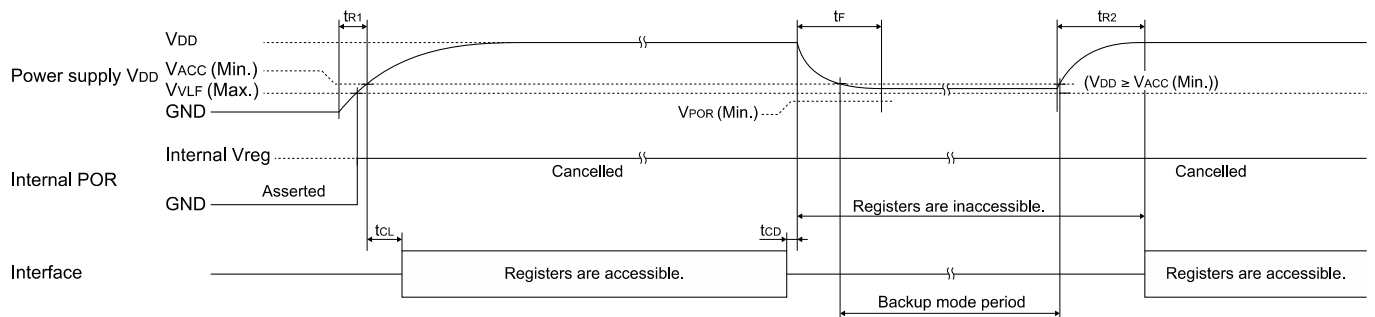 tR1
tF
tR2
VDD
Power supply VDD
VACC (Min.)
(VDD ≥ VACC (Min.))
VVLF (Max.)
VPOR (Min.)
GND
Internal Vreg
Internal POR
Cancelled
Cancelled
Asserted
GND
Registers are inaccessible.
tCL
tCD
Interface
Registers are accessible.
Registers are accessible.
Backup mode period